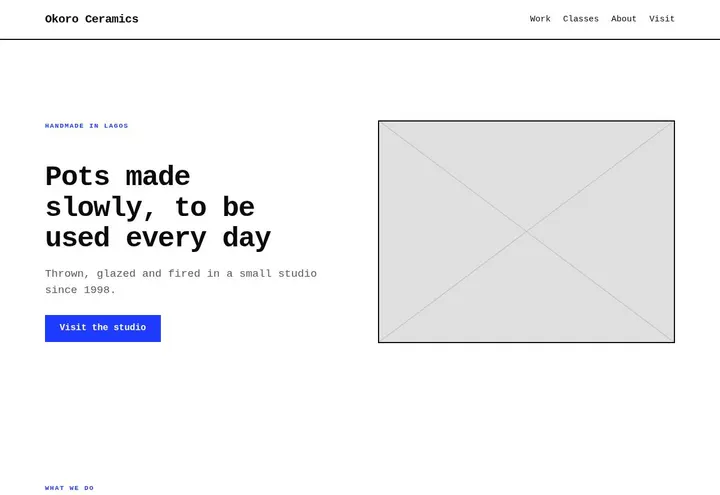 Okoro Ceramics
Work Classes About Visit
HANDMADE IN LAGOS
Pots made
slowly, to be
used every day
Thrown, glazed and fired in a small studio
since 1998.
Visit the studio
WHAT WE DO